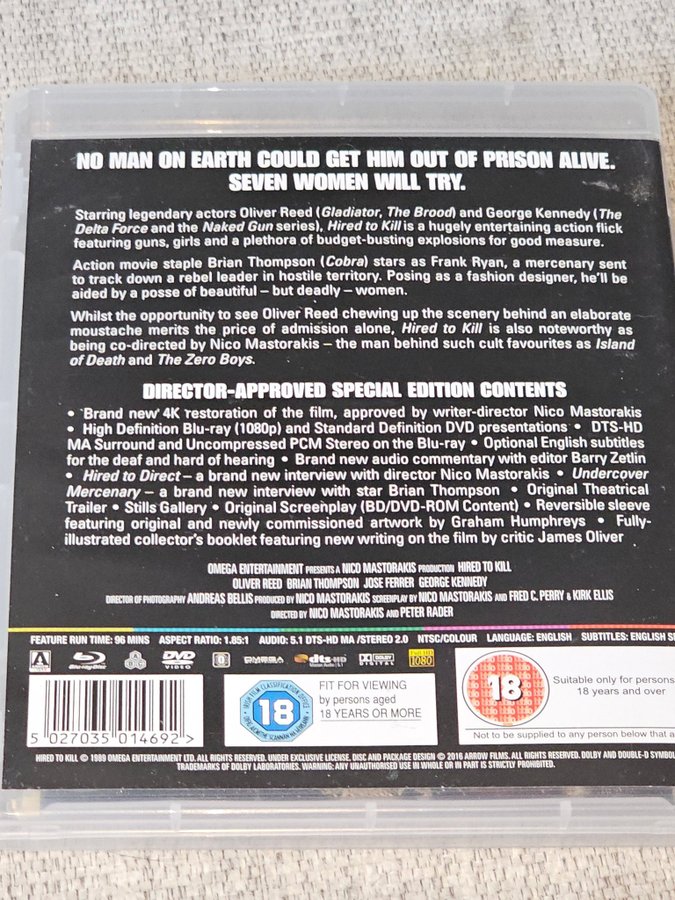 NO MAN ON EARTH COULD GET HIM OUT OF PRISON ALIVE.
SEVEN WOMEN WILL TRY.
Starring legendary actors Oliver Reed (Gladiator, The Brood) and George Kennedy (The
Delta Force and the Naked Gun series), Hired to Kill is a hugely entertaining action flick
featuring guns, girls and a plethora of budget-busting explosions for good measure.
Action movie staple Brian Thompson (Cobra) stars as Frank Ryan, a mercenary sent
to track down a rebel leader in hostile territory. Posing as a fashion designer, he'll be
aided by a posse of beautiful – but deadly – women.
Whilst the opportunity to see Oliver Reed chewing up the scenery behind an elaborate
moustache merits the price of admission alone, Hired to Kill is also noteworthy as
being co-directed by Nico Mastorakis – the man behind such cult favourites as Island
of Death and The Zero Boys.
DIRECTOR-APPROVED SPECIAL EDITION CONTENTS
• Brand new 4K restoration of the film, approved by writer-director Nico Mastorakis
• High Definition Blu-ray (1080p) and Standard Definition DVD presentations • DTS-HD
MA Surround and Uncompressed PCM Stereo on the Blu-ray • Optional English subtitles
for the deaf and hard of hearing • Brand new audio commentary with editor Barry Zetlin
• Hired to Direct – a brand new interview with director Nico Mastorakis • Undercover
Mercenary – a brand new interview with star Brian Thompson • Original Theatrical
Trailer • Stills Gallery • Original Screenplay (BD/DVD-ROM Content) • Reversible sleeve
featuring original and newly commissioned artwork by Graham Humphreys • Fully-
illustrated collector's booklet featuring new writing on the film by critic James Oliver
OMEGA ENTERTAINMENT PRESENTS A NICO MASTORAKIS PRODUCTION HIRED TO KILL
OLIVER REED BRIAN THOMPSON JOSE FERRER GEORGE KENNEDY
DIRECTOR OF PHOTOGRAPHY ANDREAS BELLIS PRODUCED BY NICO MASTORAKIS SCREENPLAY BY NICO MASTORAKIS AND FRED C. PERRY & KIRK ELLIS
DIRECTED BY NICO MASTORAKIS AND PETER RADER
FEATURE RUN TIME: 96 MINS ASPECT RATIO: 1.85:1 AUDIO: 5.1 DTS-HD MA /STEREO 2.0 NTSC/COLOUR LANGUAGE: ENGLISH SUBTITLES: ENGLISH
Blu-ray Disc DVD VIDEO OMEGA dts-HD Master Audio 5.1 DOLBY DIGITAL FULL HD 1080
5 027035 014692 >
IRISH FILM CLASSIFICATION OFFICE
18
FIT FOR VIEWING
by persons aged
18 YEARS OR MORE
18
Suitable only for persons
18 years and over
Not to be supplied to any person below that
HIRED TO KILL © 1989 OMEGA ENTERTAINMENT LTD. ALL RIGHTS RESERVED. UNDER EXCLUSIVE LICENSE. DISC AND PACKAGE DESIGN © 2016 ARROW FILMS. ALL RIGHTS RESERVED. DOLBY AND DOUBLE-D SYMBOL
TRADEMARKS OF DOLBY LABORATORIES. WARNING: ANY UNAUTHORISED USE IN WHOLE OR IN PART IS STRICTLY PROHIBITED.